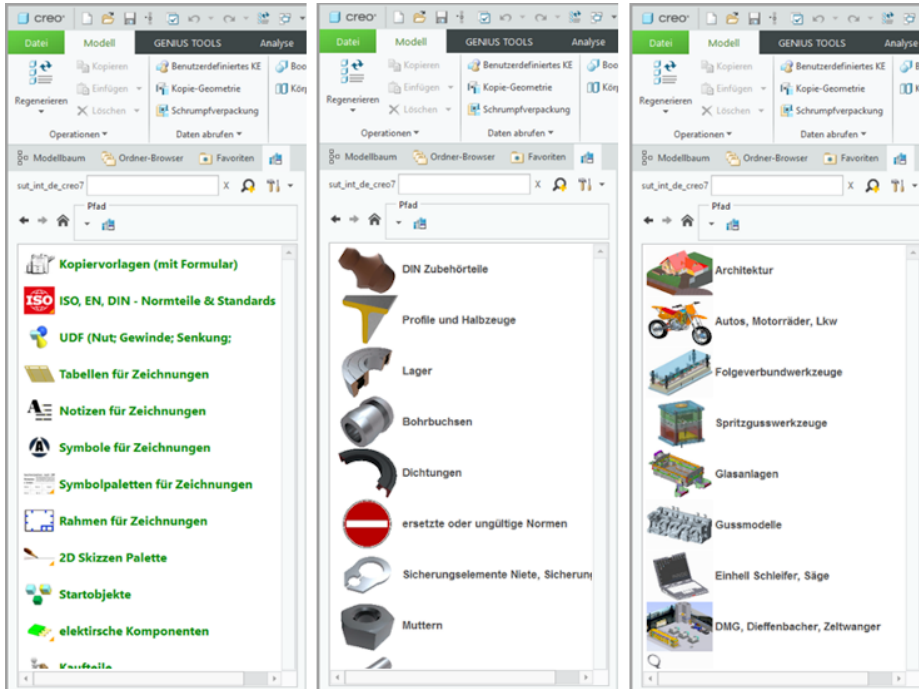 creo
Datei Modell GENIUS TOOLS Analyse
Regenerieren
Kopieren
Einfügen
Löschen
Benutzerdefiniertes KE
Kopie-Geometrie
Schrumpfverpackung
Boo
Kör
Operationen Daten abrufen
Modellbaum Ordner-Browser Favoriten
sut_int_de_creo7 X
Pfad
Kopiervorlagen (mit Formular)
ISO ISO, EN, DIN - Normteile & Standards
UDF (Nut; Gewinde; Senkung;
Tabellen für Zeichnungen
Notizen für Zeichnungen
Symbole für Zeichnungen
Symbolpaletten für Zeichnungen
Rahmen für Zeichnungen
2D Skizzen Palette
Startobjekte
elektirsche Komponenten
Kaufteile
creo
Datei Modell GENIUS TOOLS Analyse
Regenerieren
Kopieren
Einfügen
Löschen
Benutzerdefiniertes KE
Kopie-Geometrie
Schrumpfverpackung
Boo
Kör
Operationen Daten abrufen
Modellbaum Ordner-Browser Favoriten
sut_int_de_creo7 X
Pfad
DIN Zubehörteile
Profile und Halbzeuge
Lager
Bohrbuchsen
Dichtungen
ersetzte oder ungültige Normen
Sicherungselemente Niete, Sicherung
Muttern
creo
Datei Modell GENIUS TOOLS Analyse
Regenerieren
Kopieren
Einfügen
Löschen
Benutzerdefiniertes KE
Kopie-Geometrie
Schrumpfverpackung
B
Kö
Operationen Daten abrufen
Modellbaum Ordner-Browser Favoriten
sut_int_de_creo7 X
Pfad
Architektur
Autos, Motorräder, Lkw
Folgeverbundwerkzeuge
Spritzgusswerkzeuge
Glasanlagen
Gussmodelle
Einhell Schleifer, Säge
DMG, Dieffenbacher, Zeltwanger